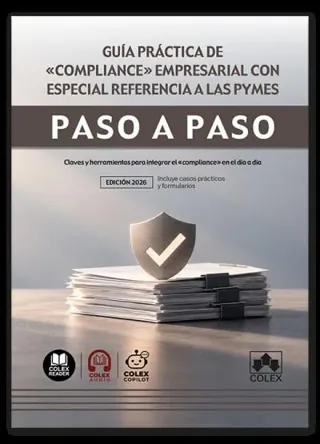 GUÍA PRÁCTICA DE
«COMPLIANCE» EMPRESARIAL CON
ESPECIAL REFERENCIA A LAS PYMES
PASO A PASO
Claves y herramientas para integrar el «compliance» en el día a día
EDICIÓN 2026
Incluye casos prácticos
y formularios
COLEX
READER
COLEX
AUDIO
COLEX
COPILOT
COLEX